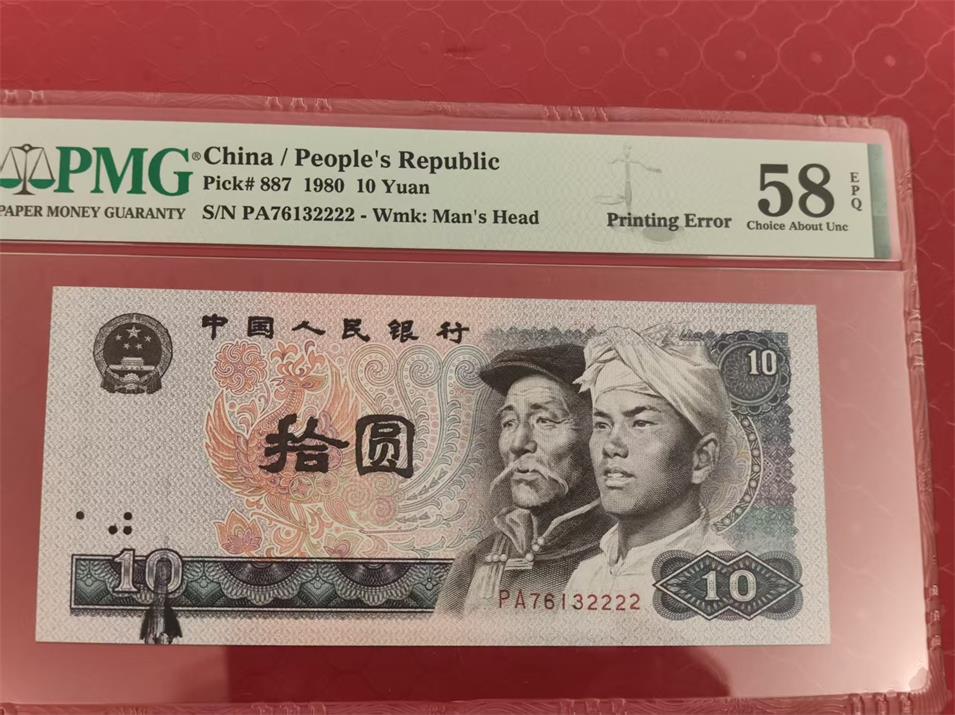 PMG®
PAPER MONEY GUARANTY
China / People's Republic
Pick# 887 1980 10 Yuan
S/N PA76132222 - Wmk: Man's Head
Printing Error
58
EPQ
Choice About Unc
中国人民银行
10
拾圆
10
PA76132222
10